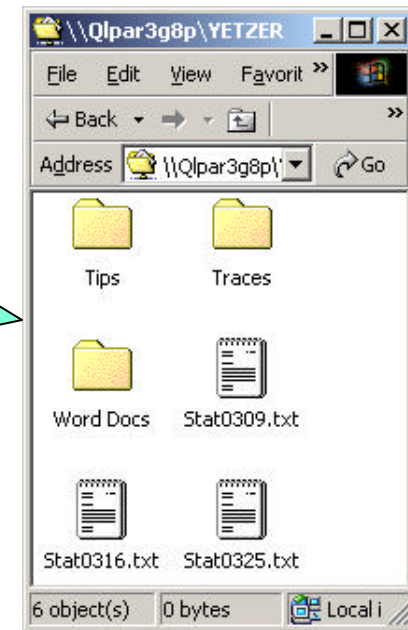 \\Qlpar3g8p\YETZER
File Edit View Favorit »
Back »
Address \\Qlpar3g8p\' Go
Tips Traces
Word Docs Stat0309.txt
Stat0316.txt Stat0325.txt
6 object(s) 0 bytes Local i